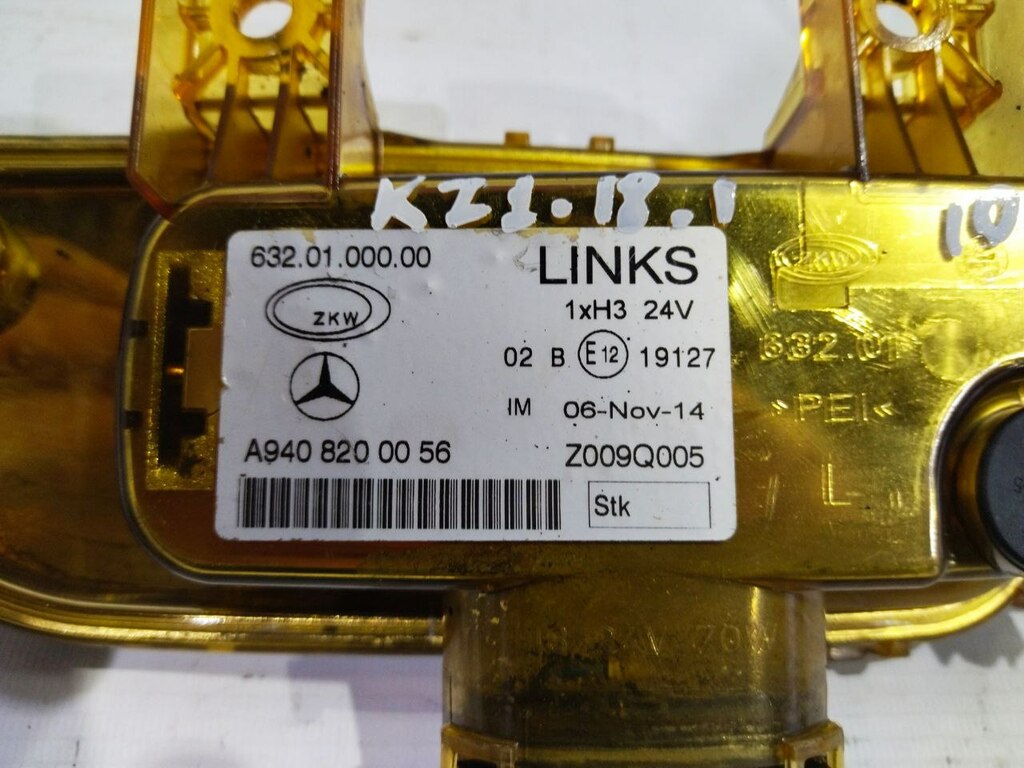 KZ1.18.1
10
632.01.000.00
LINKS
ZKW
1xH3 24V
02 B E12 19127
IM 06-Nov-14
A940 820 00 56
Z009Q005
Stk
ZKW
632.01
>PEI<
L